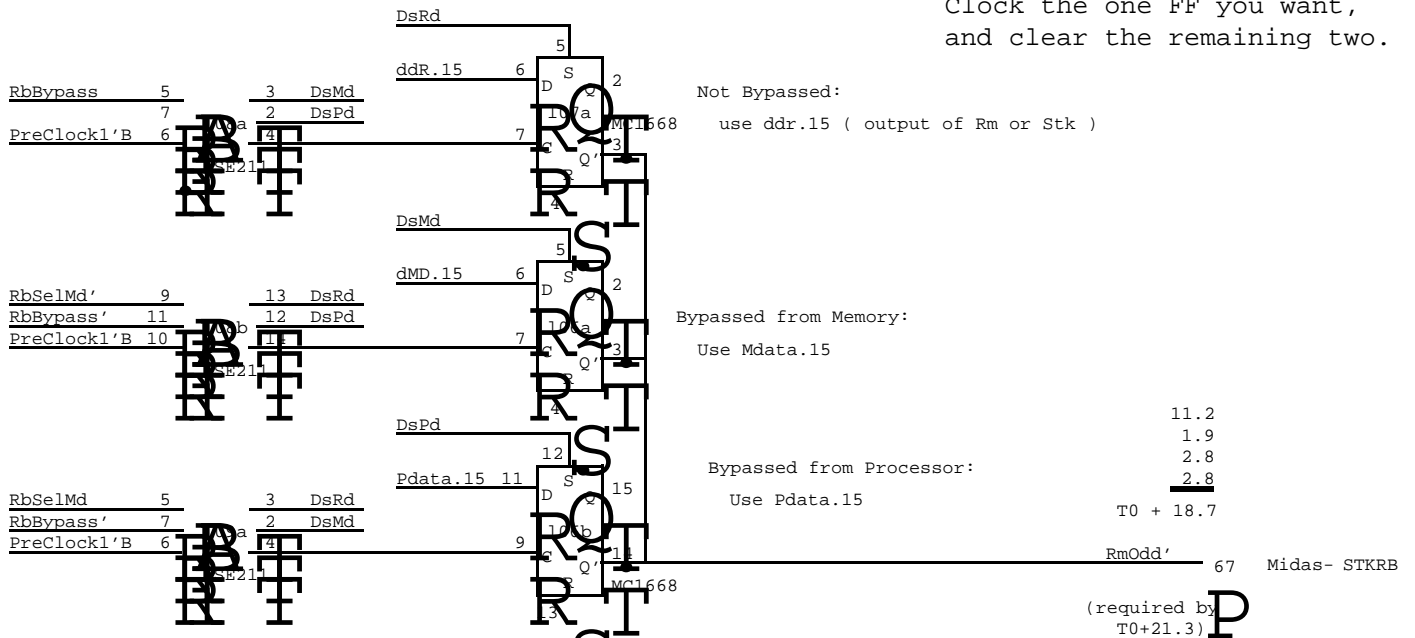 Clock the one FF you want,
and clear the remaining two.
DsRd
5
ddR.15 6
D S Q 2
RbBypass 5 3 DsMd
7 2 DsPd
PreClock1'B 6 4
7 C Q' 3
107a MC1668
R 4
Not Bypassed:
use ddr.15 ( output of Rm or Stk )
DsMd
5
dMD.15 6
D S Q 2
RbSelMd' 9 13 DsRd
RbBypass' 11 12 DsPd
PreClock1'B 10 14
7 C Q' 3
106a
R 4
Bypassed from Memory:
Use Mdata.15
DsPd
12
Pdata.15 11
D S Q 15
RbSelMd 5 3 DsRd
RbBypass' 7 2 DsMd
PreClock1'B 6 4
9 C Q' 14
106b MC1668
R 13
Bypassed from Processor:
Use Pdata.15
11.2
1.9
2.8
2.8
T0 + 18.7
RmOdd' 67 Midas- STKRB
(required by
T0+21.3)
P